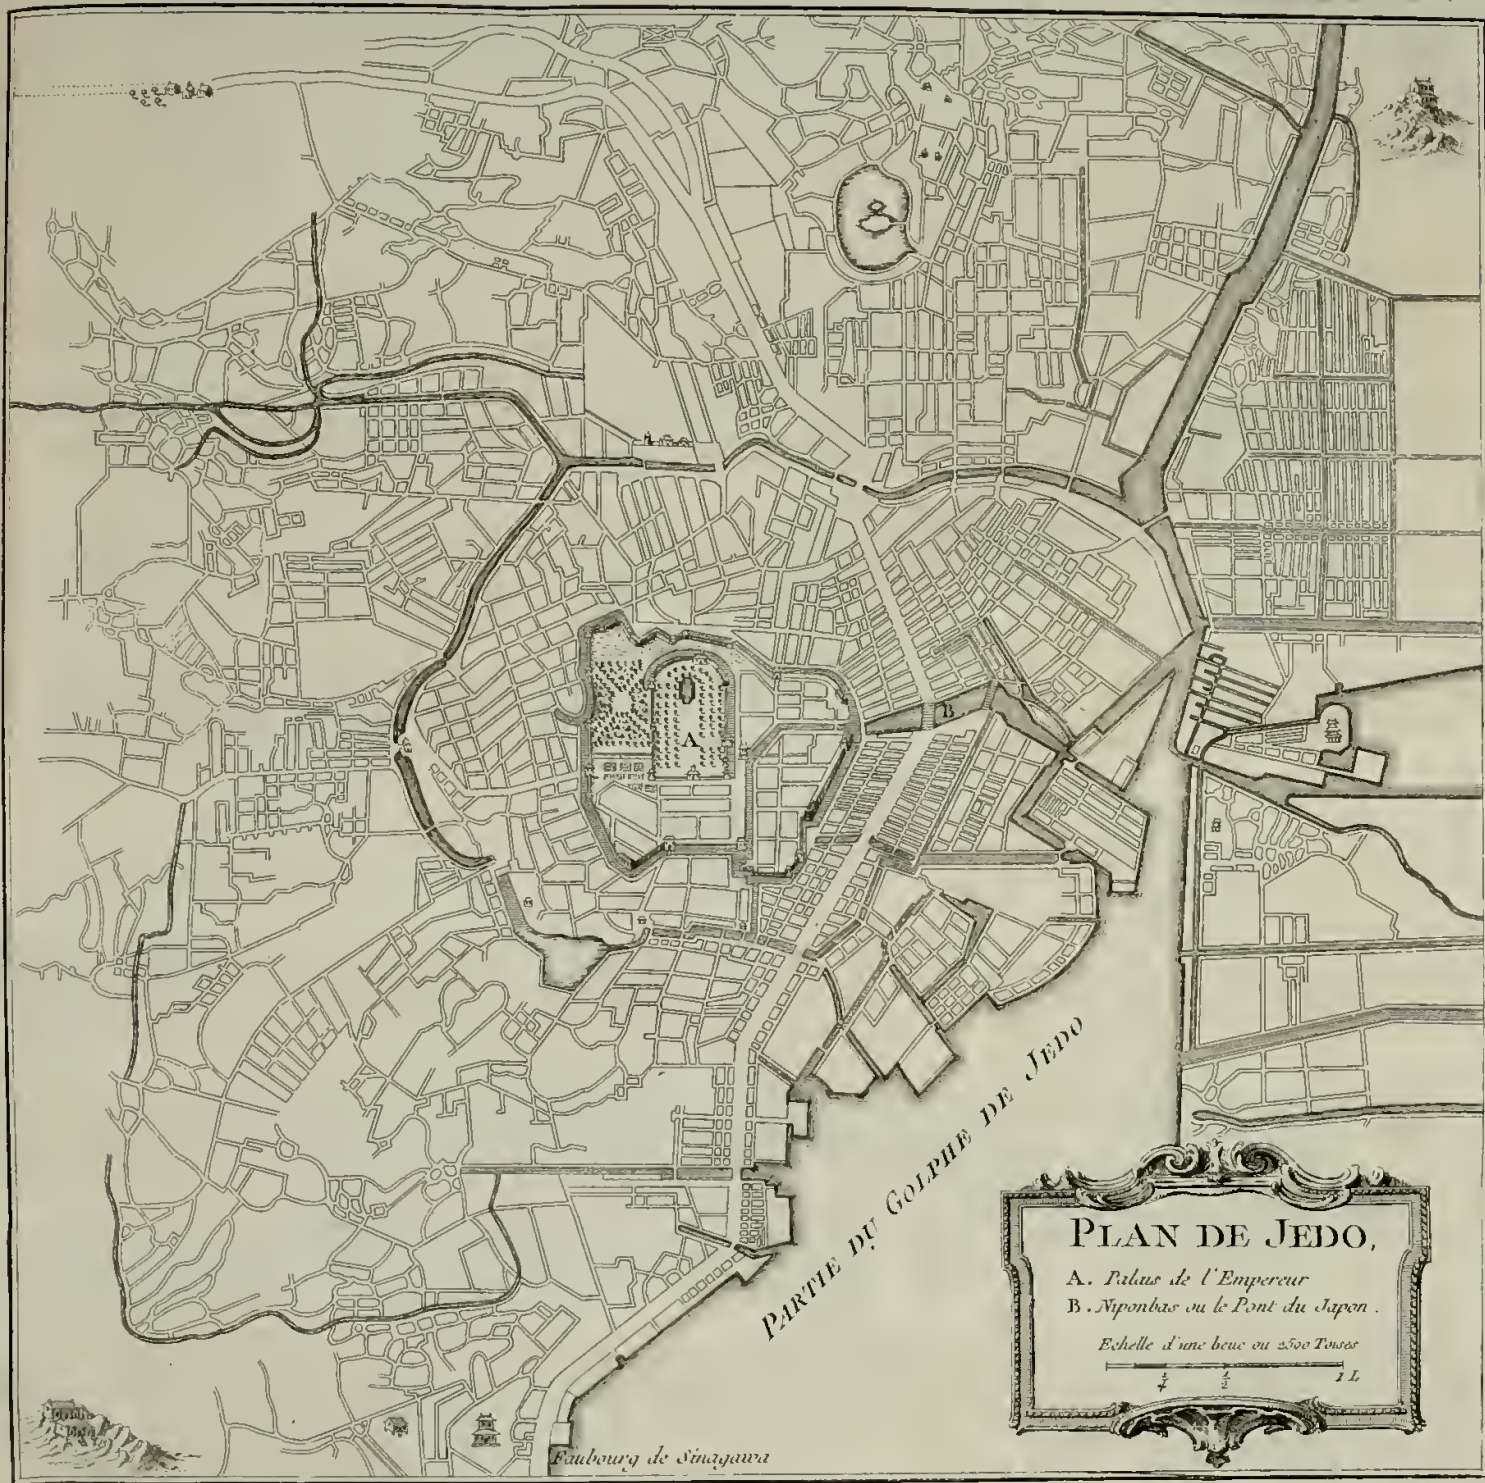 A
B
PARTIE DU GOLPHE DE JEDO
PLAN DE JEDO,
A. Palais de l'Empereur
B. Niponbas ou le Pont du Japon.
Echelle d'une lieue ou 2500 Toises
1/4 1/2 1 L
Faubourg de Sinagawa